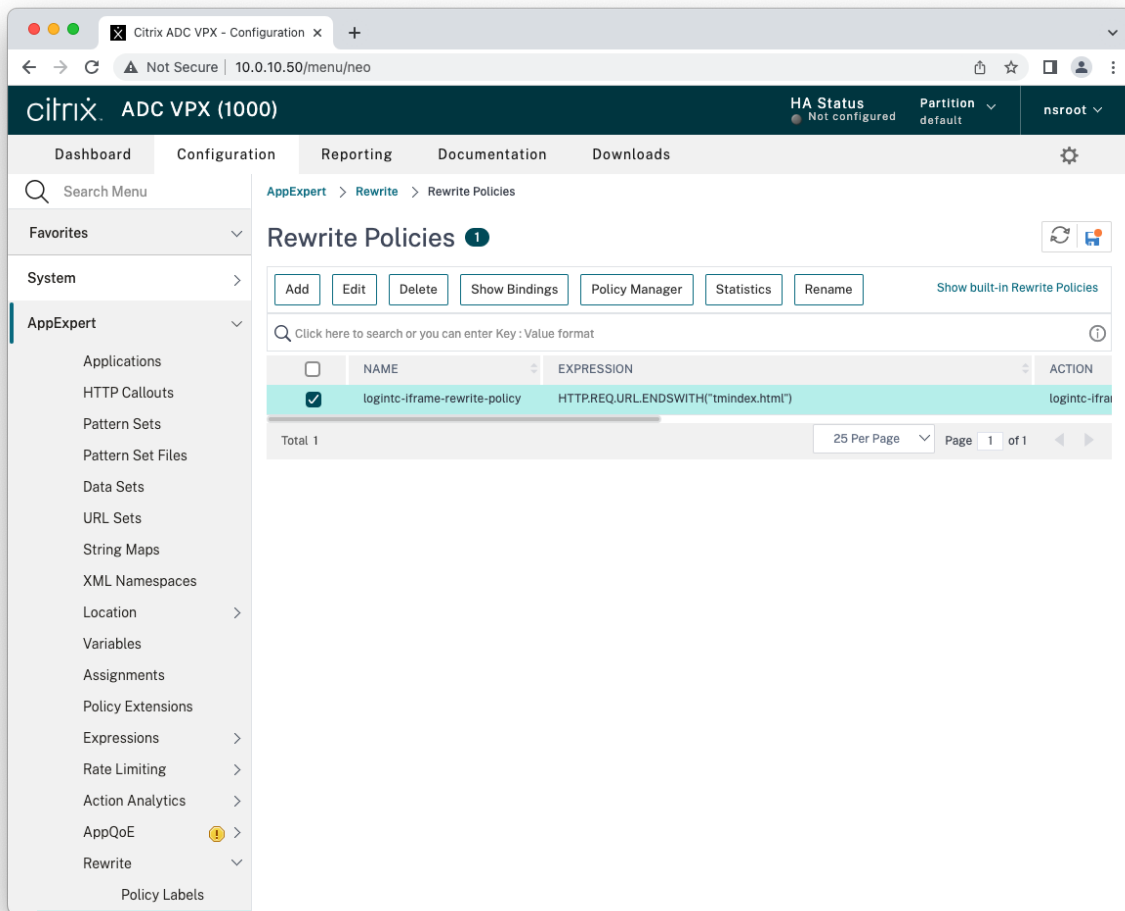 Citrix ADC VPX - Configuration
Not Secure | 10.0.10.50/menu/neo
citrix. ADC VPX (1000)
HA Status
Not configured
Partition
default
nsroot
Dashboard Configuration Reporting Documentation Downloads
Search Menu
Favorites
System
AppExpert
Applications
HTTP Callouts
Pattern Sets
Pattern Set Files
Data Sets
URL Sets
String Maps
XML Namespaces
Location
Variables
Assignments
Policy Extensions
Expressions
Rate Limiting
Action Analytics
AppQoE
Rewrite
Policy Labels
AppExpert > Rewrite > Rewrite Policies
Rewrite Policies 1
Add Edit Delete Show Bindings Policy Manager Statistics Rename Show built-in Rewrite Policies
Click here to search or you can enter Key : Value format
NAME EXPRESSION ACTION
logintc-iframe-rewrite-policy HTTP.REQ.URL.ENDSWITH("tmindex.html") logintc-ifra
Total 1 25 Per Page Page 1 of 1